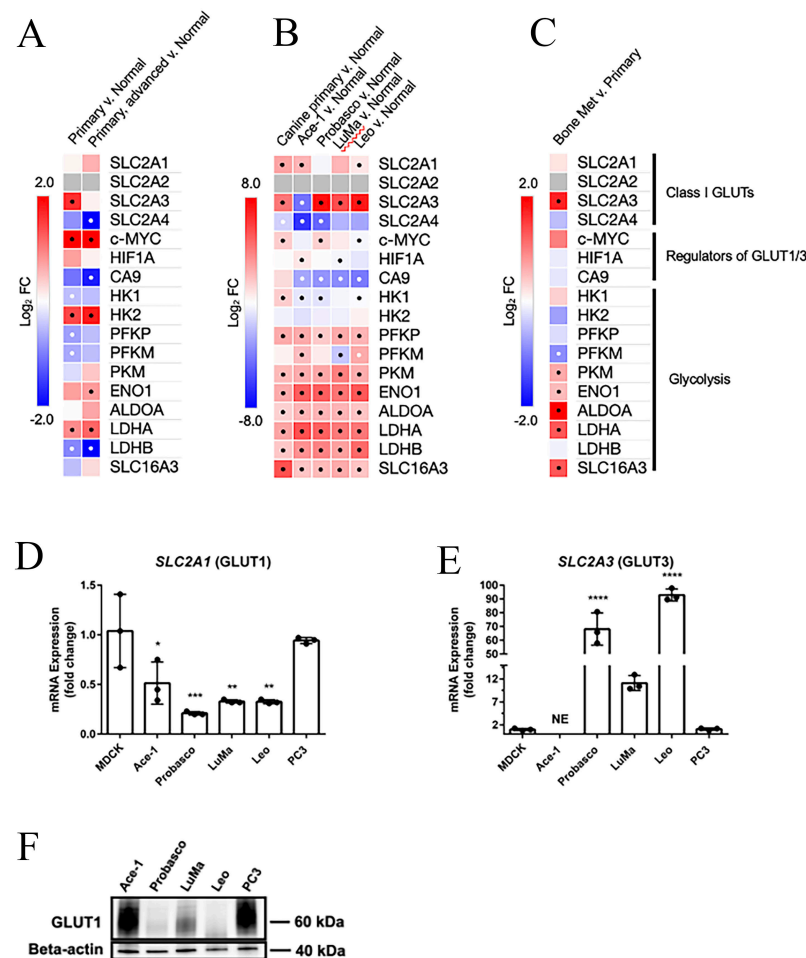 A
Primary v. Normal
Primary, advanced v. Normal
2.0
Log2 FC
-2.0
SLC2A1
SLC2A2
SLC2A3
SLC2A4
c-MYC
HIF1A
CA9
HK1
HK2
PFKP
PFKM
PKM
ENO1
ALDOA
LDHA
LDHB
SLC16A3
B
Canine primary v. Normal
Ace-1 v. Normal
Probasco v. Normal
LuMa v. Normal
Leo v. Normal
8.0
Log2 FC
-8.0
SLC2A1
SLC2A2
SLC2A3
SLC2A4
c-MYC
HIF1A
CA9
HK1
HK2
PFKP
PFKM
PKM
ENO1
ALDOA
LDHA
LDHB
SLC16A3
C
Bone Met v. Primary
2.0
Log2 FC
-2.0
SLC2A1
SLC2A2
SLC2A3
SLC2A4
c-MYC
HIF1A
CA9
HK1
HK2
PFKP
PFKM
PKM
ENO1
ALDOA
LDHA
LDHB
SLC16A3
Class I GLUTs
Regulators of GLUT1/3
Glycolysis
D
SLC2A1 (GLUT1)
mRNA Expression
(fold change)
1.5
1.0
0.5
0.0
*
***
**
**
MDCK
Ace-1
Probasco
LuMa
Leo
PC3
E
SLC2A3 (GLUT3)
mRNA Expression
(fold change)
100
90
80
70
60
50
12
7
2
NE
****
****
MDCK
Ace-1
Probasco
LuMa
Leo
PC3
F
Ace-1
Probasco
LuMa
Leo
PC3
GLUT1
60 kDa
Beta-actin
40 kDa